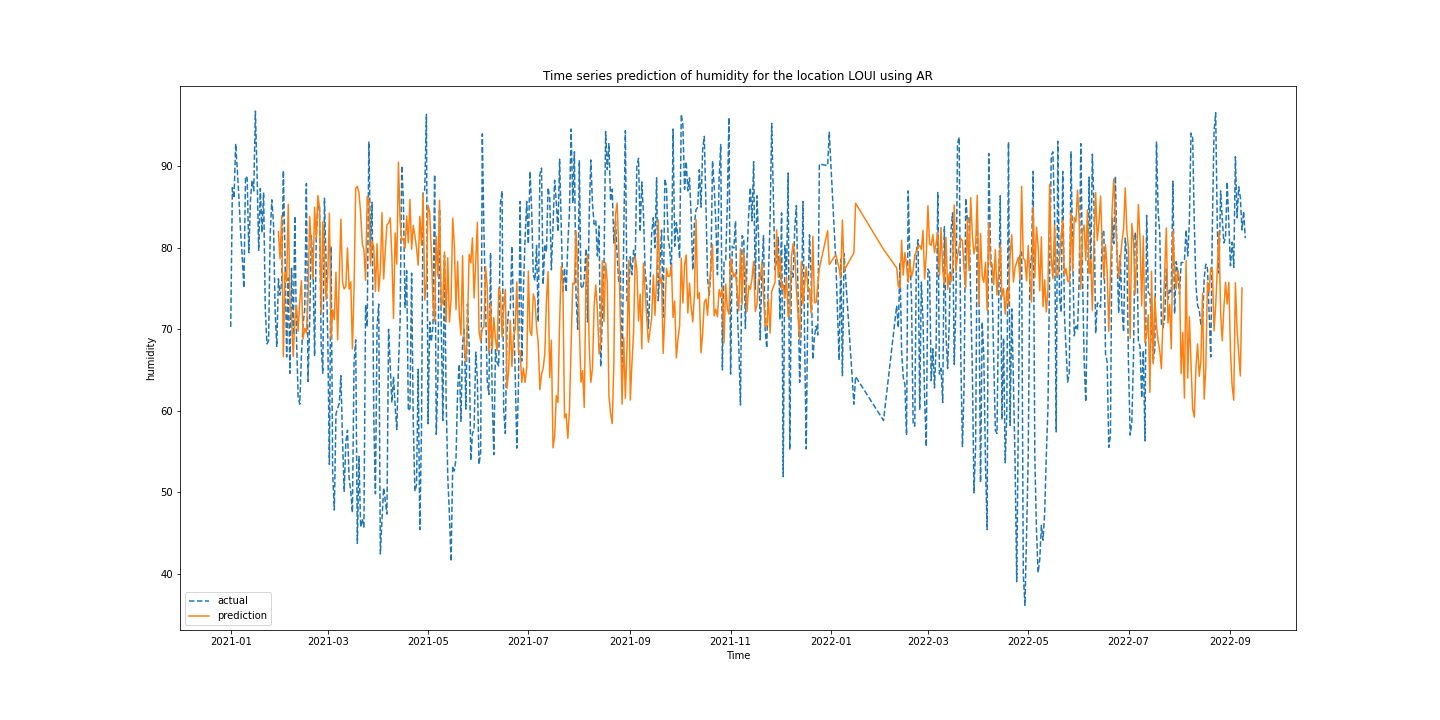 Time series prediction of humidity for the location LOUI using AR
90
80
70
60
50
40
humidity
actual
prediction
2021-01 2021-03 2021-05 2021-07 2021-09 2021-11 2022-01 2022-03 2022-05 2022-07 2022-09
Time